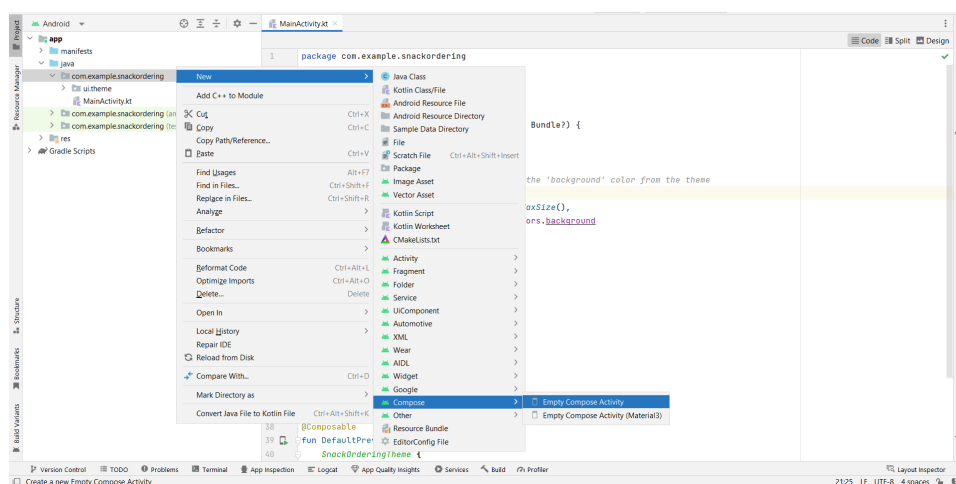 Android
MainActivity.kt
Code Split Design
Project
Resource Manager
Structure
Bookmarks
Build Variants
app
manifests
java
com.example.snackordering
ui.theme
MainActivity.kt
com.example.snackordering (an
com.example.snackordering (te
res
Gradle Scripts
1 package com.example.snackordering
Bundle?) {
the 'background' color from the theme
axSize(),
ors.background
38 @Composable
39 fun DefaultPre
40 SnackOrderingTheme {
New
Add C++ to Module
Cut Ctrl+X
Copy Ctrl+C
Copy Path/Reference...
Paste Ctrl+V
Find Usages Alt+F7
Find in Files... Ctrl+Shift+F
Replace in Files... Ctrl+Shift+R
Analyze
Refactor
Bookmarks
Reformat Code Ctrl+Alt+L
Optimize Imports Ctrl+Alt+O
Delete... Delete
Open In
Local History
Repair IDE
Reload from Disk
Compare With... Ctrl+D
Mark Directory as
Convert Java File to Kotlin File Ctrl+Alt+Shift+K
Java Class
Kotlin Class/File
Android Resource File
Android Resource Directory
Sample Data Directory
File
Scratch File Ctrl+Alt+Shift+Insert
Package
Image Asset
Vector Asset
Kotlin Script
Kotlin Worksheet
CMakeLists.txt
Activity
Fragment
Folder
Service
UiComponent
Automotive
XML
Wear
AIDL
Widget
Google
Compose
Other
Resource Bundle
EditorConfig File
Empty Compose Activity
Empty Compose Activity (Material3)
Version Control TODO Problems Terminal App Inspection Logcat App Quality Insights Services Build Profiler Layout Inspector
Create a new Empty Compose Activity 21:25 LF UTF-8 4 spaces